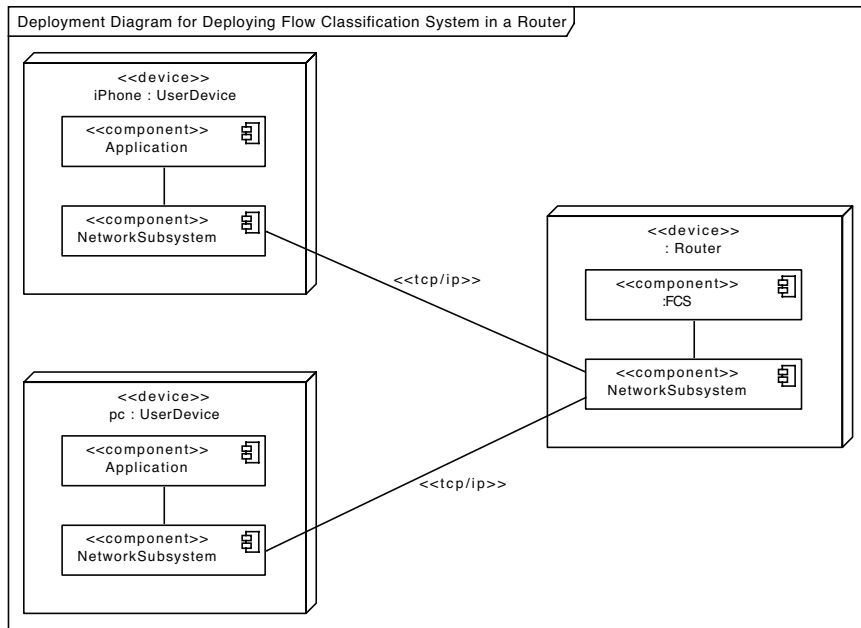 Deployment Diagram for Deploying Flow Classification System in a Router
<<device>>
iPhone : UserDevice
<<component>>
Application
<<component>>
NetworkSubsystem
<<tcp/ip>>
<<device>>
: Router
<<component>>
:FCS
<<component>>
NetworkSubsystem
<<device>>
pc : UserDevice
<<component>>
Application
<<component>>
NetworkSubsystem
<<tcp/ip>>